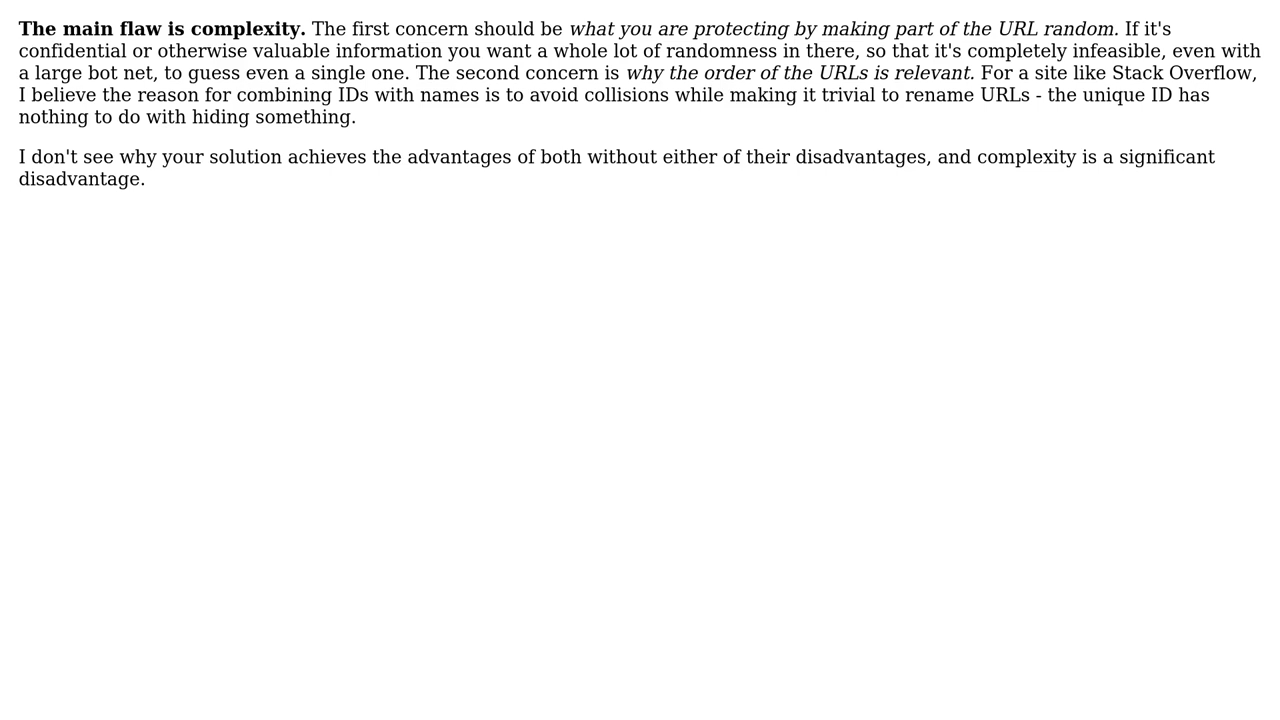 The main flaw is complexity. The first concern should be what you are protecting by making part of the URL random. If it's
confidential or otherwise valuable information you want a whole lot of randomness in there, so that it's completely infeasible, even with
a large bot net, to guess even a single one. The second concern is why the order of the URLs is relevant. For a site like Stack Overflow,
I believe the reason for combining IDs with names is to avoid collisions while making it trivial to rename URLs - the unique ID has
nothing to do with hiding something.
I don't see why your solution achieves the advantages of both without either of their disadvantages, and complexity is a significant
disadvantage.